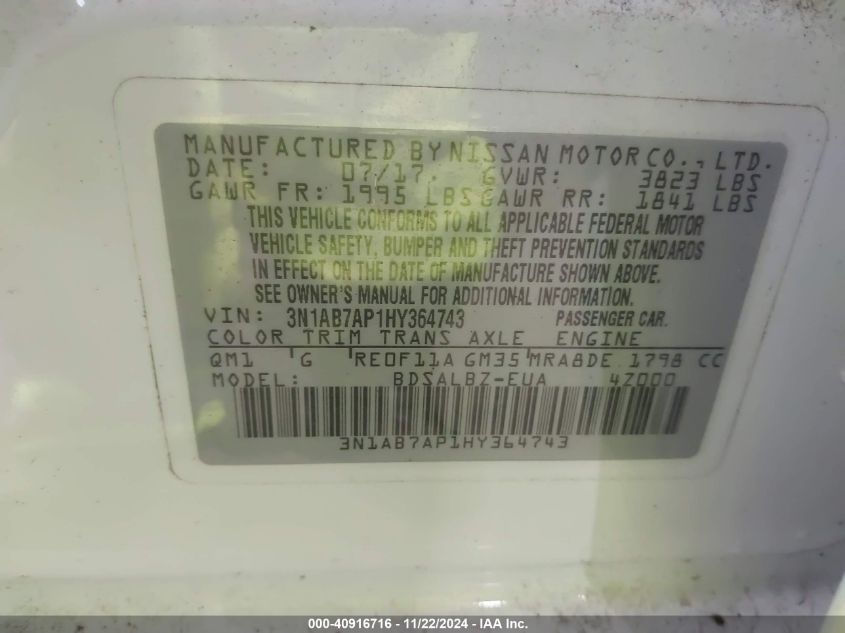 MANUFACTURED BY NISSAN MOTOR CO., LTD.
DATE: 07/17. GVWR: 3823 LBS
GAWR FR: 1995 LBS GAWR RR: 1841 LBS
THIS VEHICLE CONFORMS TO ALL APPLICABLE FEDERAL MOTOR
VEHICLE SAFETY, BUMPER AND THEFT PREVENTION STANDARDS
IN EFFECT ON THE DATE OF MANUFACTURE SHOWN ABOVE.
SEE OWNER'S MANUAL FOR ADDITIONAL INFORMATION.
VIN: 3N1AB7AP1HY364743 PASSENGER CAR.
COLOR TRIM TRANS AXLE ENGINE
QM1 G RE0F11A GM35 MRA8DE 1798 CC
MODEL: BDSALBZ-EUA 4Z000
3N1AB7AP1HY364743
000-40916716 - 11/22/2024 - IAA Inc.